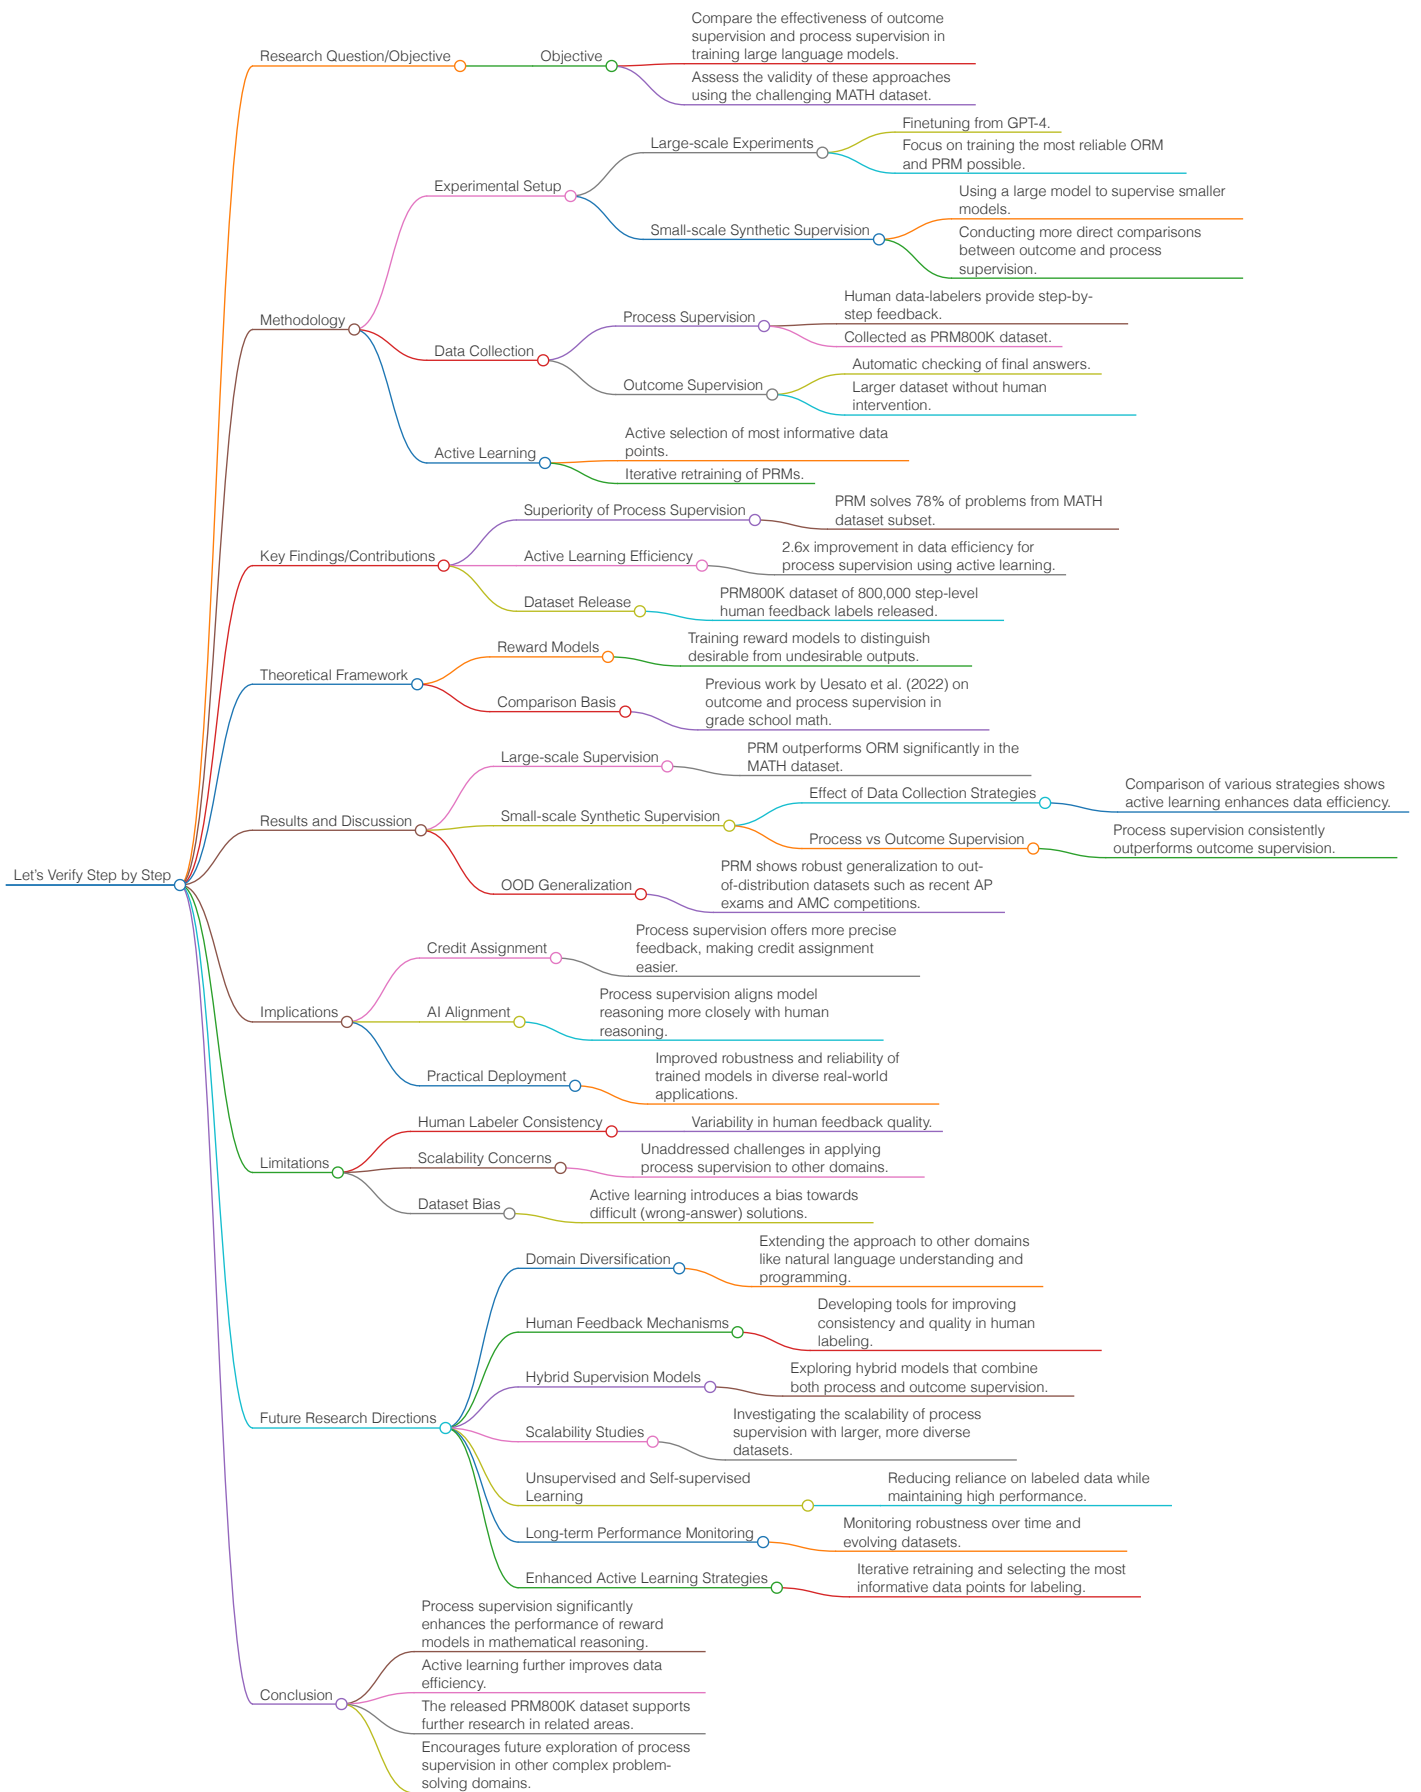 Let's Verify Step by Step
Research Question/Objective
Objective
Compare the effectiveness of outcome
supervision and process supervision in
training large language models.
Assess the validity of these approaches
using the challenging MATH dataset.
Methodology
Experimental Setup
Large-scale Experiments
Finetuning from GPT-4.
Focus on training the most reliable ORM
and PRM possible.
Small-scale Synthetic Supervision
Using a large model to supervise smaller
models.
Conducting more direct comparisons
between outcome and process
supervision.
Data Collection
Process Supervision
Human data-labelers provide step-by-
step feedback.
Collected as PRM800K dataset.
Outcome Supervision
Automatic checking of final answers.
Larger dataset without human
intervention.
Active Learning
Active selection of most informative data
points.
Iterative retraining of PRMs.
Key Findings/Contributions
Superiority of Process Supervision
PRM solves 78% of problems from MATH
dataset subset.
Active Learning Efficiency
2.6x improvement in data efficiency for
process supervision using active learning.
Dataset Release
PRM800K dataset of 800,000 step-level
human feedback labels released.
Theoretical Framework
Reward Models
Training reward models to distinguish
desirable from undesirable outputs.
Comparison Basis
Previous work by Uesato et al. (2022) on
outcome and process supervision in
grade school math.
Results and Discussion
Large-scale Supervision
PRM outperforms ORM significantly in the
MATH dataset.
Small-scale Synthetic Supervision
Effect of Data Collection Strategies
Comparison of various strategies shows
active learning enhances data efficiency.
Process vs Outcome Supervision
Process supervision consistently
outperforms outcome supervision.
OOD Generalization
PRM shows robust generalization to out-
of-distribution datasets such as recent AP
exams and AMC competitions.
Implications
Credit Assignment
Process supervision offers more precise
feedback, making credit assignment
easier.
AI Alignment
Process supervision aligns model
reasoning more closely with human
reasoning.
Practical Deployment
Improved robustness and reliability of
trained models in diverse real-world
applications.
Limitations
Human Labeler Consistency
Variability in human feedback quality.
Scalability Concerns
Unaddressed challenges in applying
process supervision to other domains.
Dataset Bias
Active learning introduces a bias towards
difficult (wrong-answer) solutions.
Future Research Directions
Domain Diversification
Extending the approach to other domains
like natural language understanding and
programming.
Human Feedback Mechanisms
Developing tools for improving
consistency and quality in human
labeling.
Hybrid Supervision Models
Exploring hybrid models that combine
both process and outcome supervision.
Scalability Studies
Investigating the scalability of process
supervision with larger, more diverse
datasets.
Unsupervised and Self-supervised
Learning
Reducing reliance on labeled data while
maintaining high performance.
Long-term Performance Monitoring
Monitoring robustness over time and
evolving datasets.
Enhanced Active Learning Strategies
Iterative retraining and selecting the most
informative data points for labeling.
Conclusion
Process supervision significantly
enhances the performance of reward
models in mathematical reasoning.
Active learning further improves data
efficiency.
The released PRM800K dataset supports
further research in related areas.
Encourages future exploration of process
supervision in other complex problem-
solving domains.